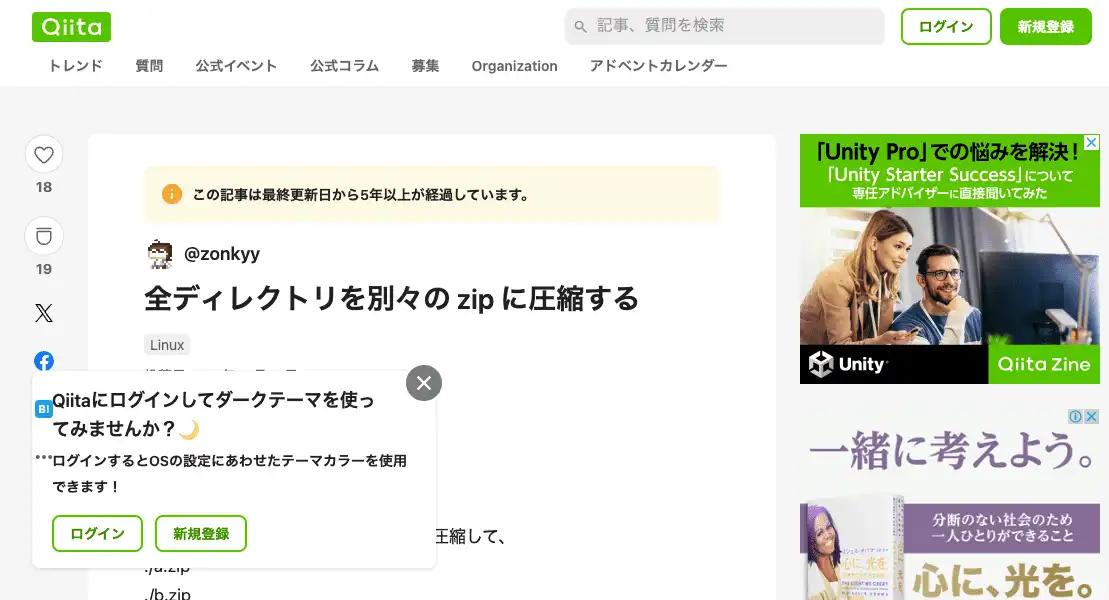 Qiita
記事、質問を検索
ログイン
新規登録
トレンド
質問
公式イベント
公式コラム
募集
Organization
アドベントカレンダー
18
19
この記事は最終更新日から5年以上が経過しています。
@zonkyy
全ディレクトリを別々の zip に圧縮する
Linux
Qiitaにログインしてダークテーマを使っ
てみませんか？🌙
ログインするとOSの設定にあわせたテーマカラーを使用
できます！
ログイン
新規登録
B!
圧縮して、
./a.zip
./b.zip
「Unity Pro」での悩みを解決！
「Unity Starter Success」について
専任アドバイザーに直接聞いてみた
Unity
Qiita Zine
一緒に考えよう。
分断のない社会のため
一人ひとりができること
心に、光を。
心に、光を。